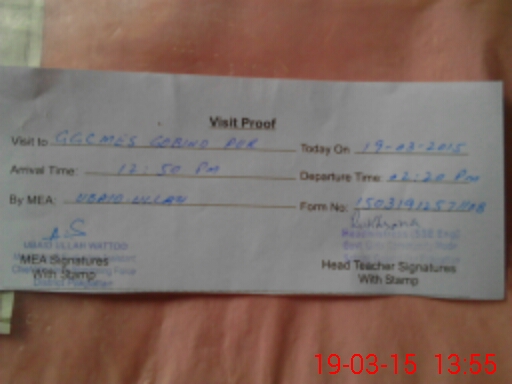 Visit Proof
Visit to GGCMES GOBIND PUR Today On 19-03-2015
Arrival Time: 12:50 PM Departure Time: 02:20 PM
By MEA: UBAID ULLAH Form No:
UBAID ULLAH WATTOO
MEA Signatures Head Teacher Signatures
With Stamp With Stamp
19-03-15 13:55